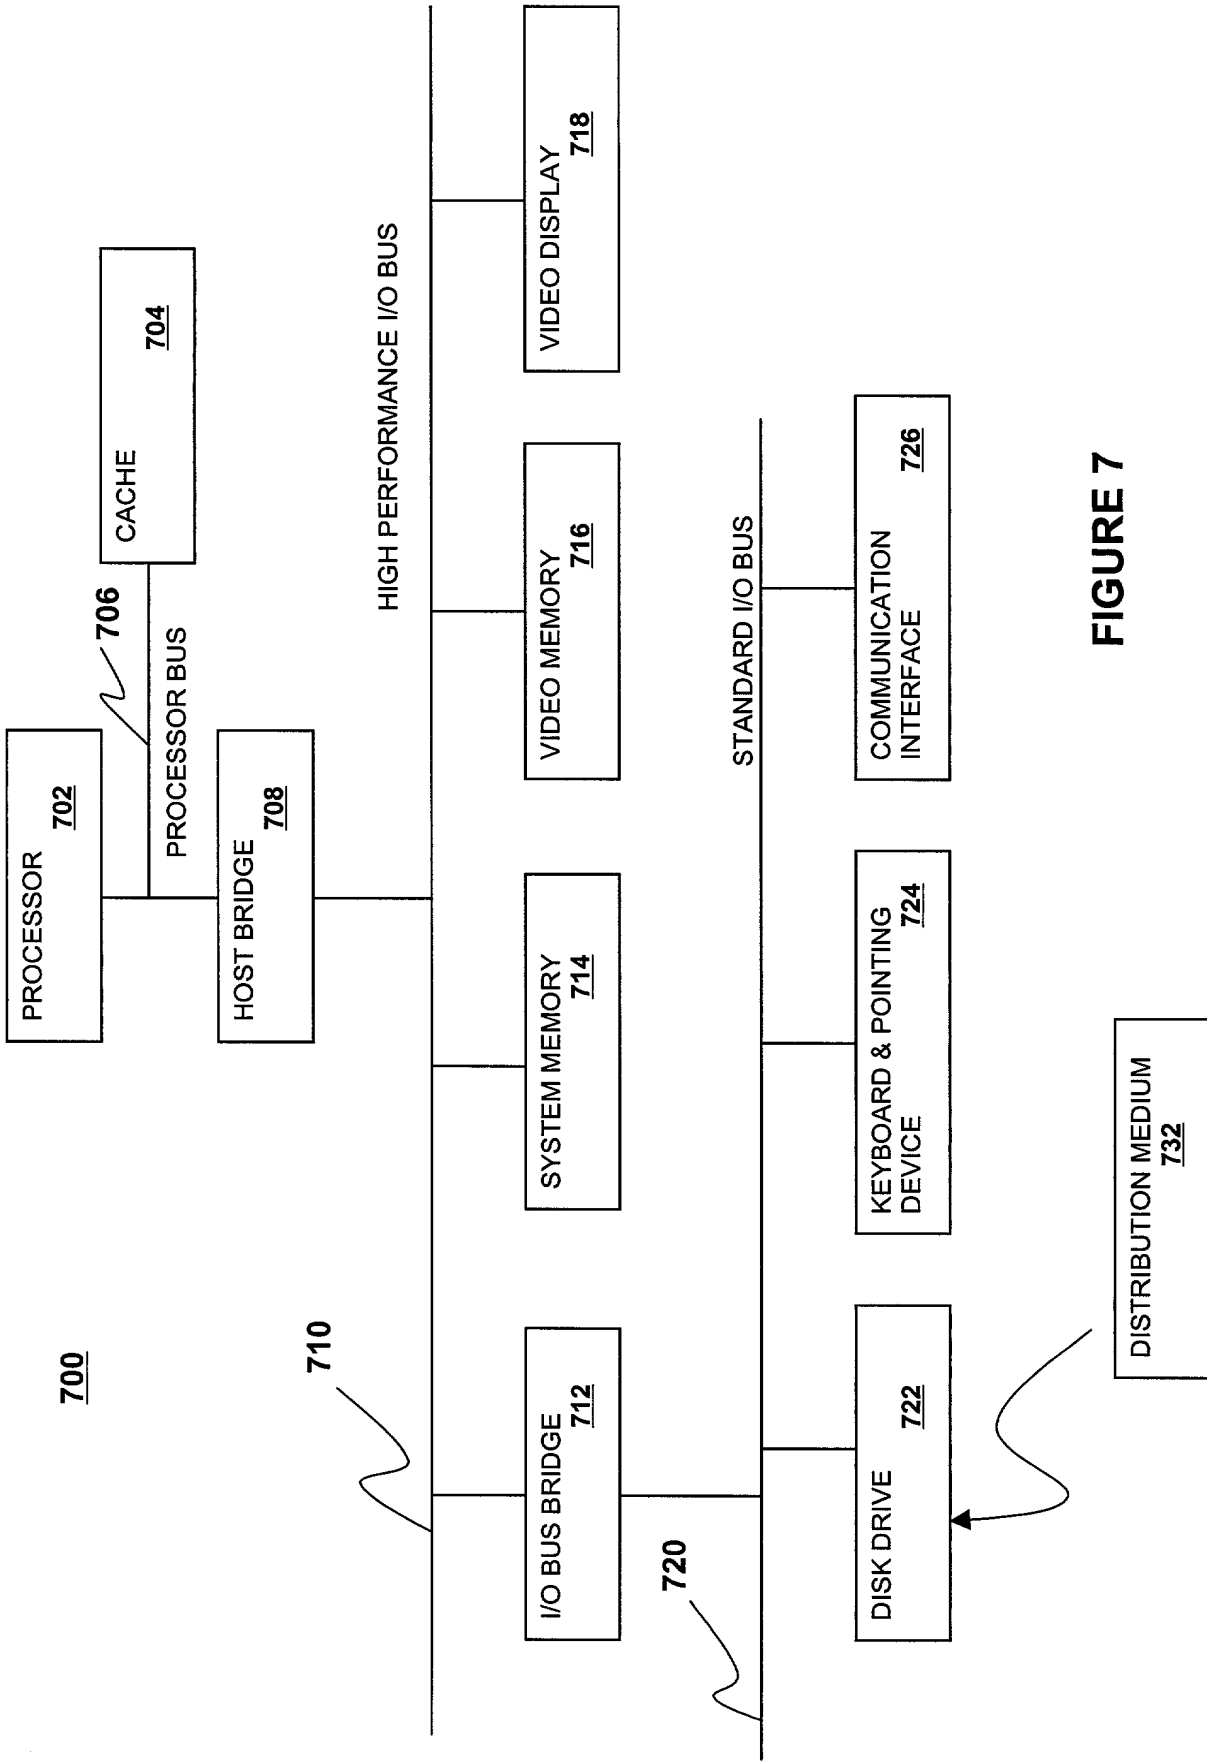 700
PROCESSOR
702
706
CACHE
704
PROCESSOR BUS
HOST BRIDGE
708
710
HIGH PERFORMANCE I/O BUS
I/O BUS BRIDGE
712
SYSTEM MEMORY
714
VIDEO MEMORY
716
VIDEO DISPLAY
718
720
STANDARD I/O BUS
DISK DRIVE
722
KEYBOARD & POINTING
DEVICE
724
COMMUNICATION
INTERFACE
726
DISTRIBUTION MEDIUM
732
FIGURE 7